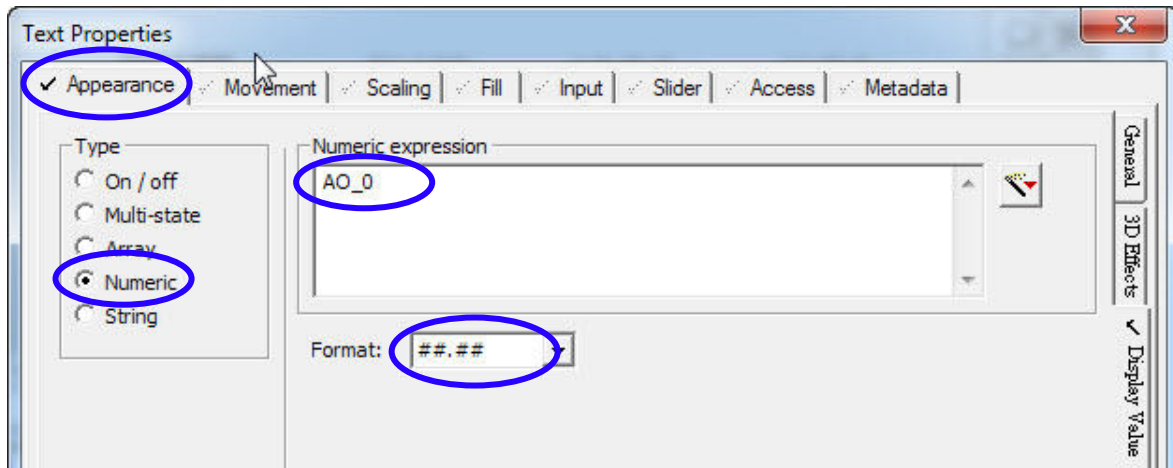 Text Properties
Appearance Movement Scaling Fill Input Slider Access Metadata
Type
On / off
Multi-state
Array
Numeric
String
Numeric expression
AO_0
Format: ##.##
General
3D Effects
Display Value